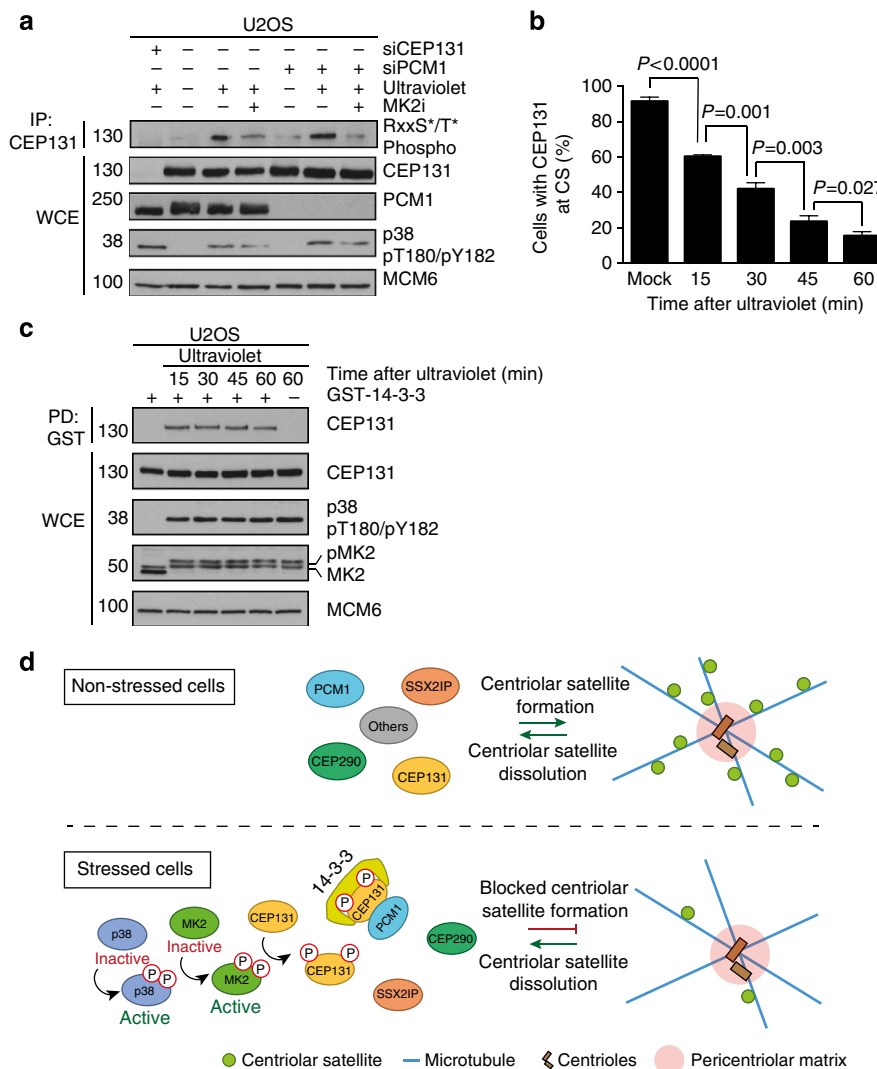 a
U2OS
+ – – – – – – siCEP131
– – – – + + + siPCM1
+ – + + – + + Ultraviolet
+ + MK2i
IP: CEP131
130
RxxS*/T* Phospho
WCE
130 CEP131
250 PCM1
38 p38 pT180/pY182
100 MCM6
b
Cells with CEP131 at CS (%)
100
80
60
40
20
0
P<0.0001
P=0.001
P=0.003
P=0.027
Mock 15 30 45 60
Time after ultraviolet (min)
c
U2OS
Ultraviolet
15 30 45 60 60 Time after ultraviolet (min)
+ + + + + – GST-14-3-3
PD: GST
130 CEP131
WCE
130 CEP131
38 p38 pT180/pY182
50 pMK2
MK2
100 MCM6
d
Non-stressed cells
PCM1
SSX2IP
Others
CEP290
CEP131
Centriolar satellite formation
Centriolar satellite dissolution
Stressed cells
p38
Inactive
P P
p38
Active
MK2
Inactive
P P
MK2
Active
CEP131
P P
CEP131
14-3-3
P
P
CEP131
PCM1
CEP290
SSX2IP
Blocked centriolar satellite formation
Centriolar satellite dissolution
Centriolar satellite
Microtubule
Centrioles
Pericentriolar matrix